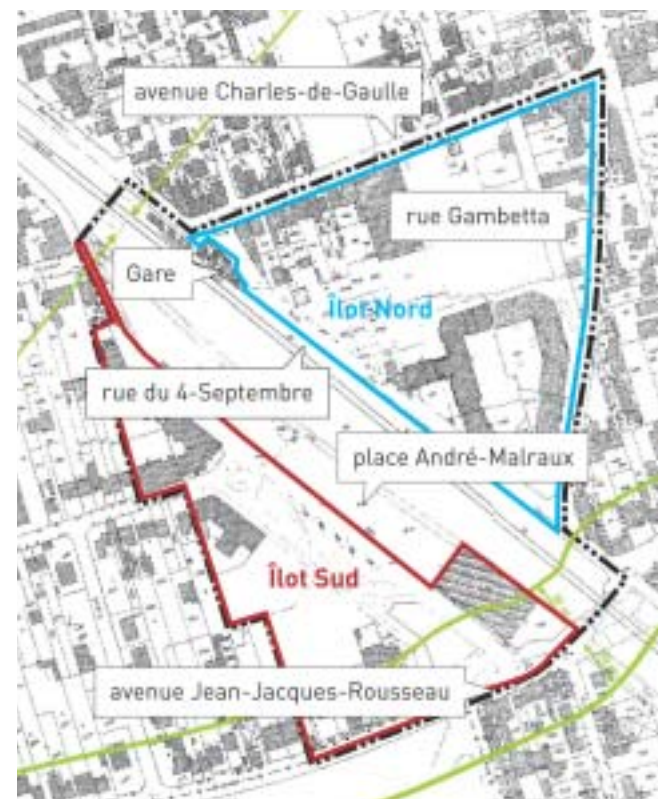 avenue Charles-de-Gaulle
rue Gambetta
Gare
Îlot Nord
rue du 4-Septembre
place André-Malraux
Îlot Sud
avenue Jean-Jacques-Rousseau